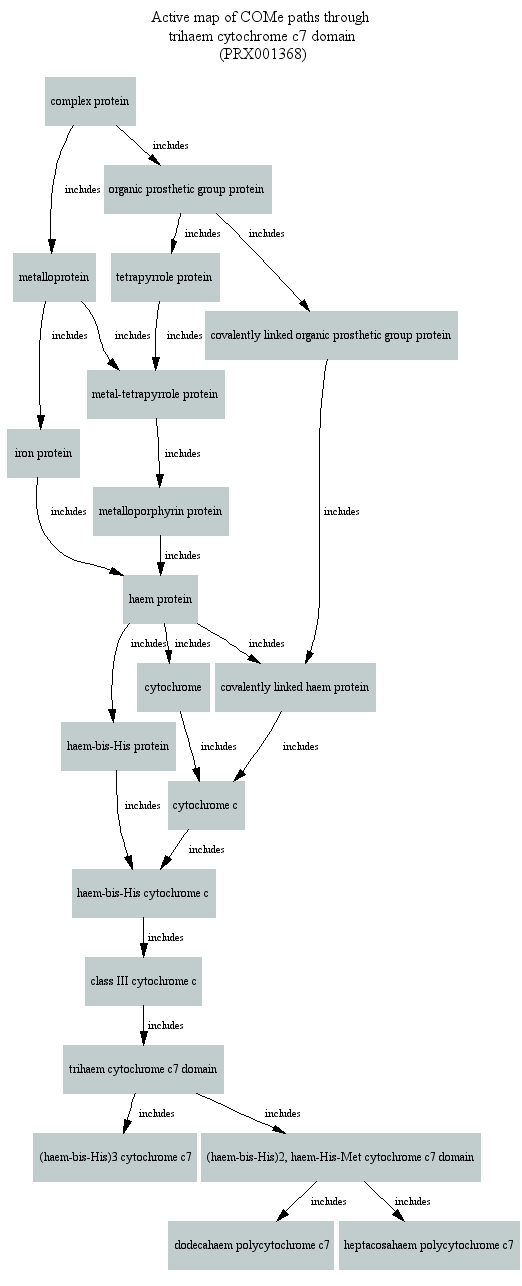 Active map of COMe paths through
trihaem cytochrome c7 domain
(PRX001368)
complex protein
includes
includes
organic prosthetic group protein
includes
includes
metalloprotein
tetrapyrrole protein
covalently linked organic prosthetic group protein
includes
includes
includes
metal-tetrapyrrole protein
iron protein
includes
metalloporphyrin protein
includes
includes
includes
haem protein
includes
includes
includes
cytochrome
covalently linked haem protein
haem-bis-His protein
includes
includes
cytochrome c
includes
includes
haem-bis-His cytochrome c
includes
class III cytochrome c
includes
trihaem cytochrome c7 domain
includes
includes
(haem-bis-His)3 cytochrome c7
(haem-bis-His)2, haem-His-Met cytochrome c7 domain
includes
includes
dodecahaem polycytochrome c7
heptacosahaem polycytochrome c7